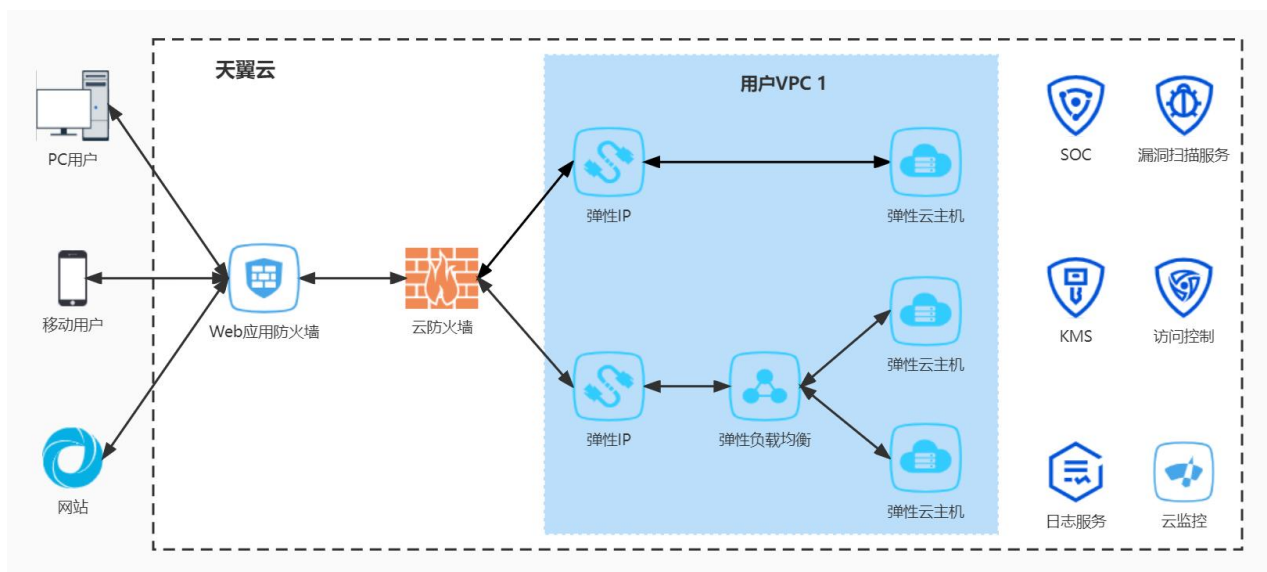 天翼云
用户VPC 1
PC用户
移动用户
网站
Web应用防火墙
云防火墙
弹性IP
弹性云主机
弹性云主机
弹性IP
弹性负载均衡
弹性云主机
SOC
漏洞扫描服务
KMS
访问控制
日志服务
云监控